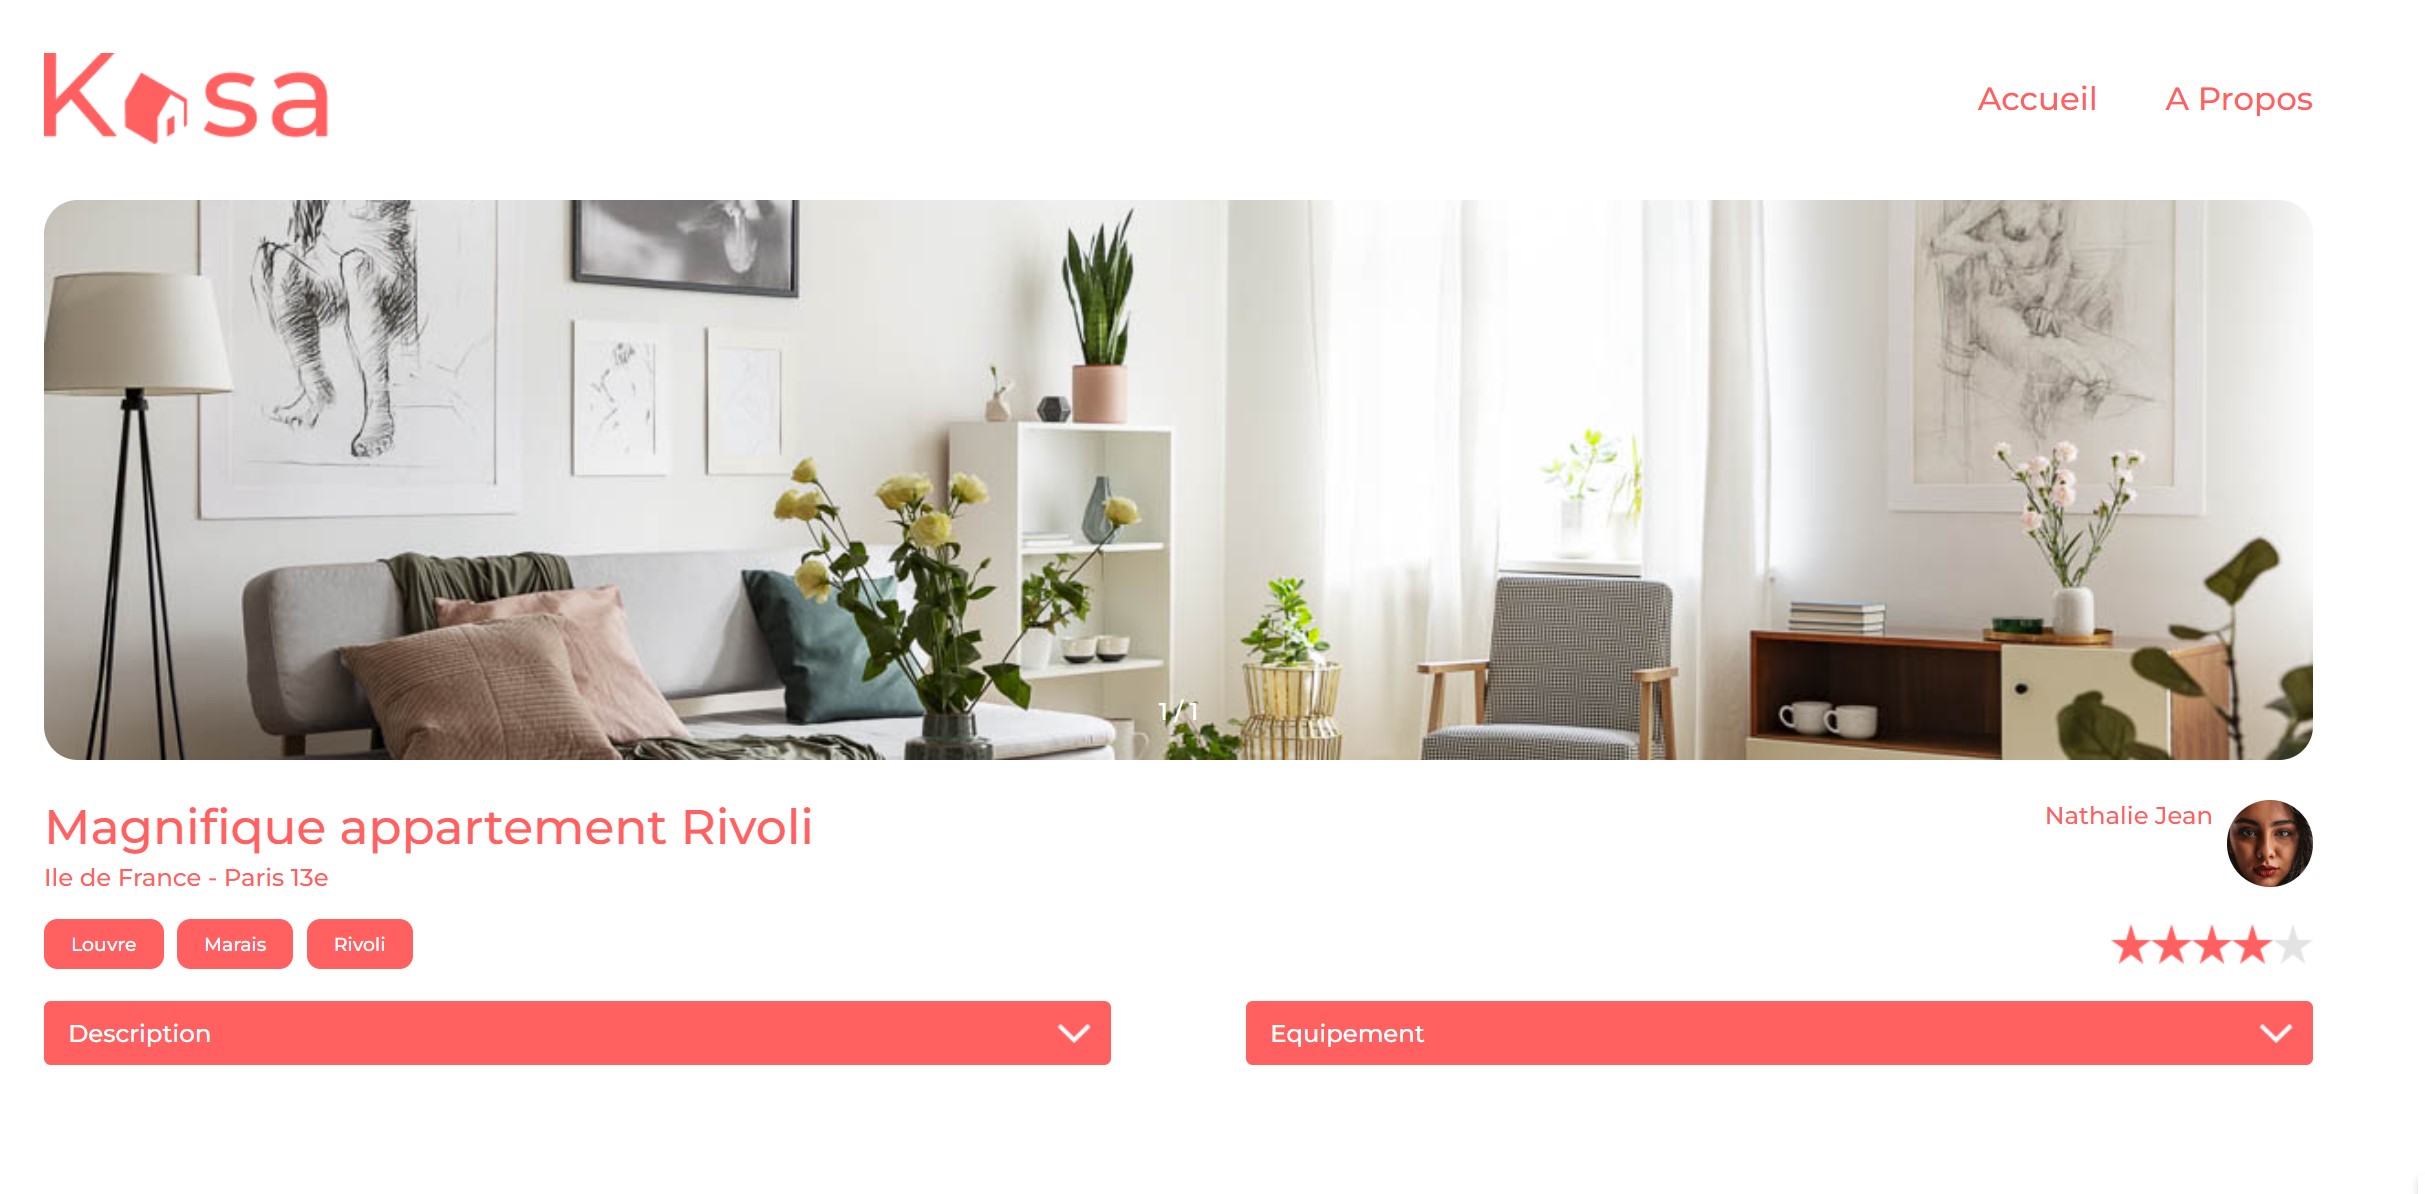 Kasa
Accueil
A Propos
1 / 1
Magnifique appartement Rivoli
Nathalie Jean
Ile de France - Paris 13e
Louvre
Marais
Rivoli
Description
Equipement